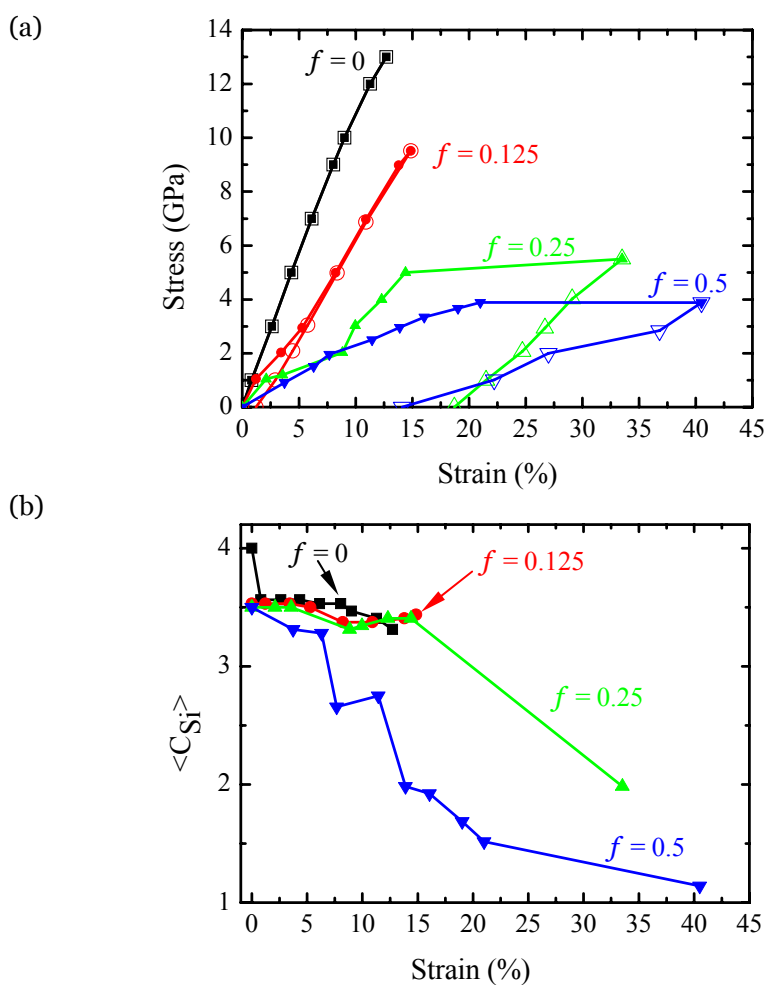 (a)
14
12
10
8
6
4
2
0
Stress (GPa)
f = 0
f = 0.125
f = 0.25
f = 0.5
0 5 10 15 20 25 30 35 40 45
Strain (%)
(b)
4
3
2
1
<C_Si>
f = 0
f = 0.125
f = 0.25
f = 0.5
0 5 10 15 20 25 30 35 40 45
Strain (%)